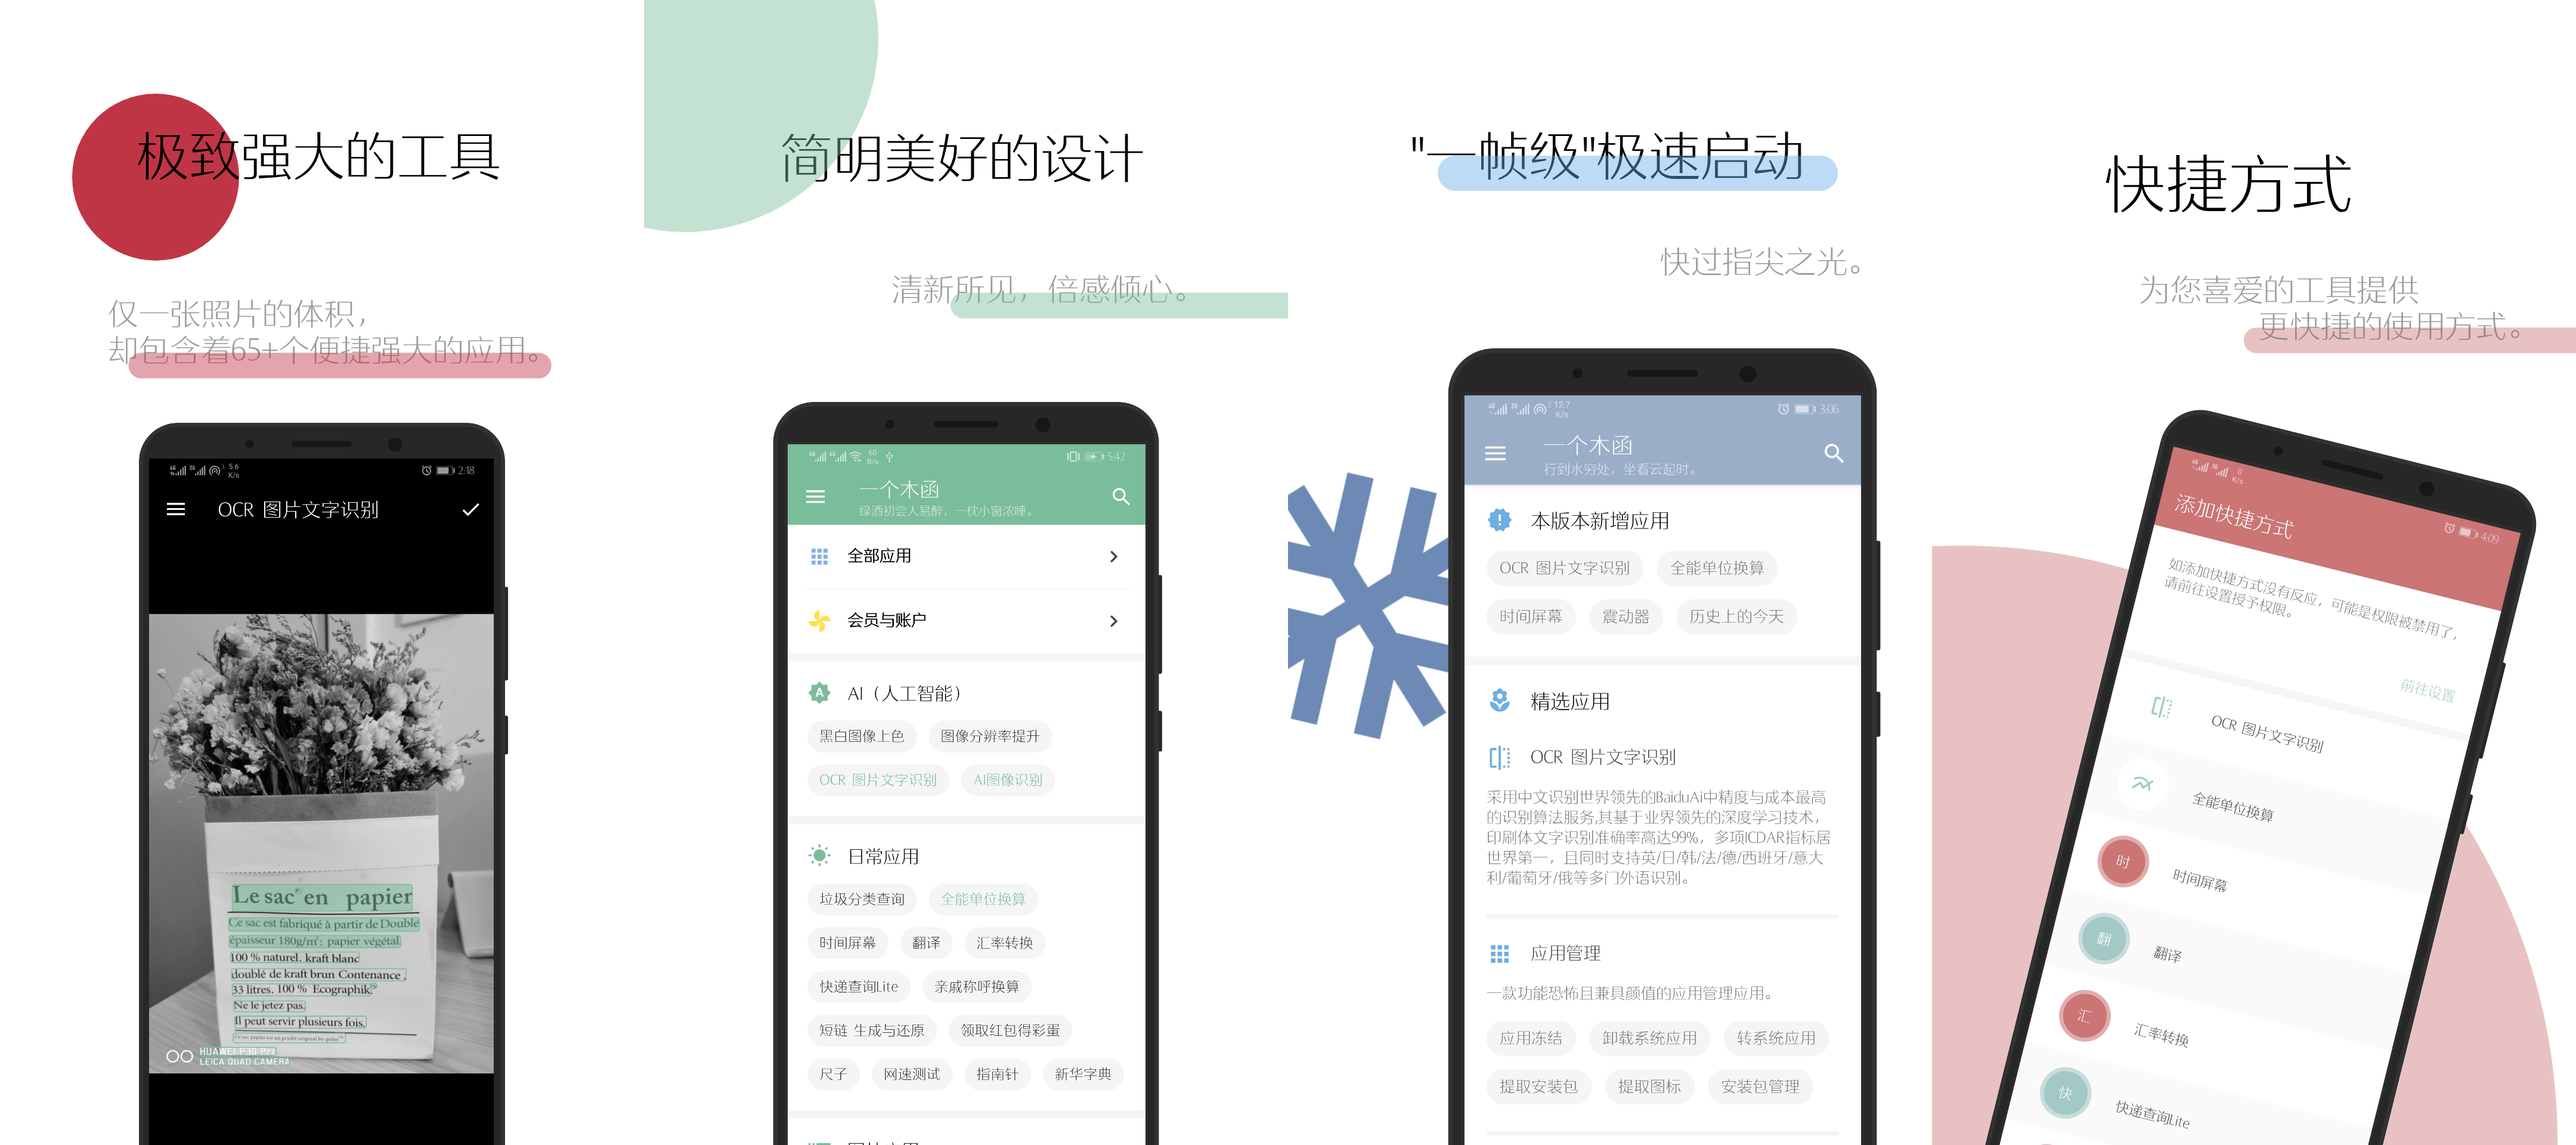 极致强大的工具
仅一张照片的体积，
却包含着65+个便捷强大的应用。
5.6
K/s
2:18
OCR 图片文字识别
Le sac en papier
Ce sac est fabriqué à partir de Double
épaisseur 180g/m²: papier végétal.
100 % naturel. kraft blanc
doublé de kraft brun Contenance .
33 litres. 100 % Ecographik
Ne le jetez pas.
Il peut servir plusieurs fois.
HUAWEI P30 Pro
LEICA QUAD CAMERA
简明美好的设计
清新所见，倍感倾心。
60
B/s
5:42
一个木函
绿酒初尝人易醉，一枕小窗浓睡。
全部应用
会员与账户
AI（人工智能）
黑白图像上色
图像分辨率提升
OCR 图片文字识别
AI图像识别
日常应用
垃圾分类查询
全能单位换算
时间屏幕
翻译
汇率转换
快递查询Lite
亲戚称呼换算
短链 生成与还原
领取红包得彩蛋
尺子
网速测试
指南针
新华字典
"一帧级"极速启动
快过指尖之光。
12.7
K/s
3:06
一个木函
行到水穷处，坐看云起时。
本版本新增应用
OCR 图片文字识别
全能单位换算
时间屏幕
震动器
历史上的今天
精选应用
OCR 图片文字识别
采用中文识别世界领先的BaiduAi中精度与成本最高
的识别算法服务,其基于业界领先的深度学习技术，
印刷体文字识别准确率高达99%，多项ICDAR指标居
世界第一，且同时支持英/日/韩/法/德/西班牙/意大
利/葡萄牙/俄等多门外语识别。
应用管理
一款功能恐怖且兼具颜值的应用管理应用。
应用冻结
卸载系统应用
转系统应用
提取安装包
提取图标
安装包管理
快捷方式
为您喜爱的工具提供
更快捷的使用方式。
0
K/s
4:09
添加快捷方式
如添加快捷方式没有反应，可能是权限被禁用了，
请前往设置授予权限。
前往设置
OCR 图片文字识别
全能单位换算
时
时间屏幕
翻
翻译
汇
汇率转换
快
快递查询Lite